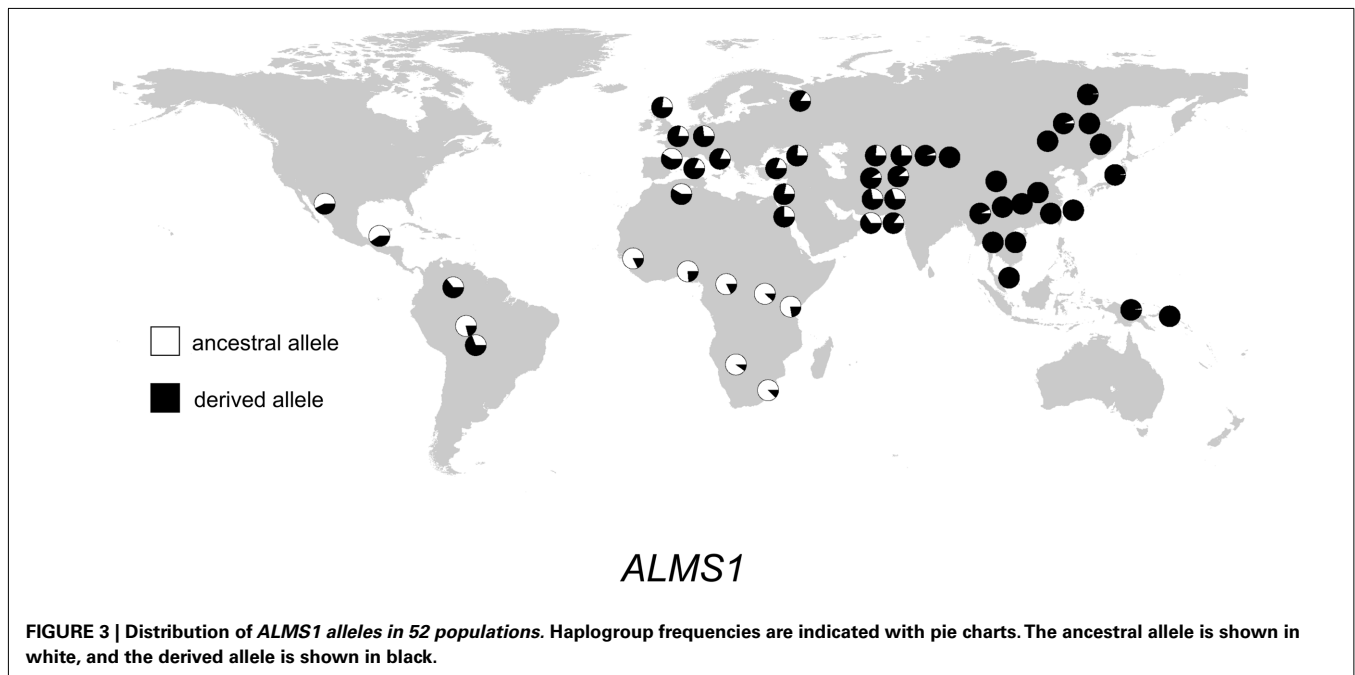 ancestral allele
derived allele
ALMS1
FIGURE 3 | Distribution of ALMS1 alleles in 52 populations. Haplogroup frequencies are indicated with pie charts. The ancestral allele is shown in
white, and the derived allele is shown in black.